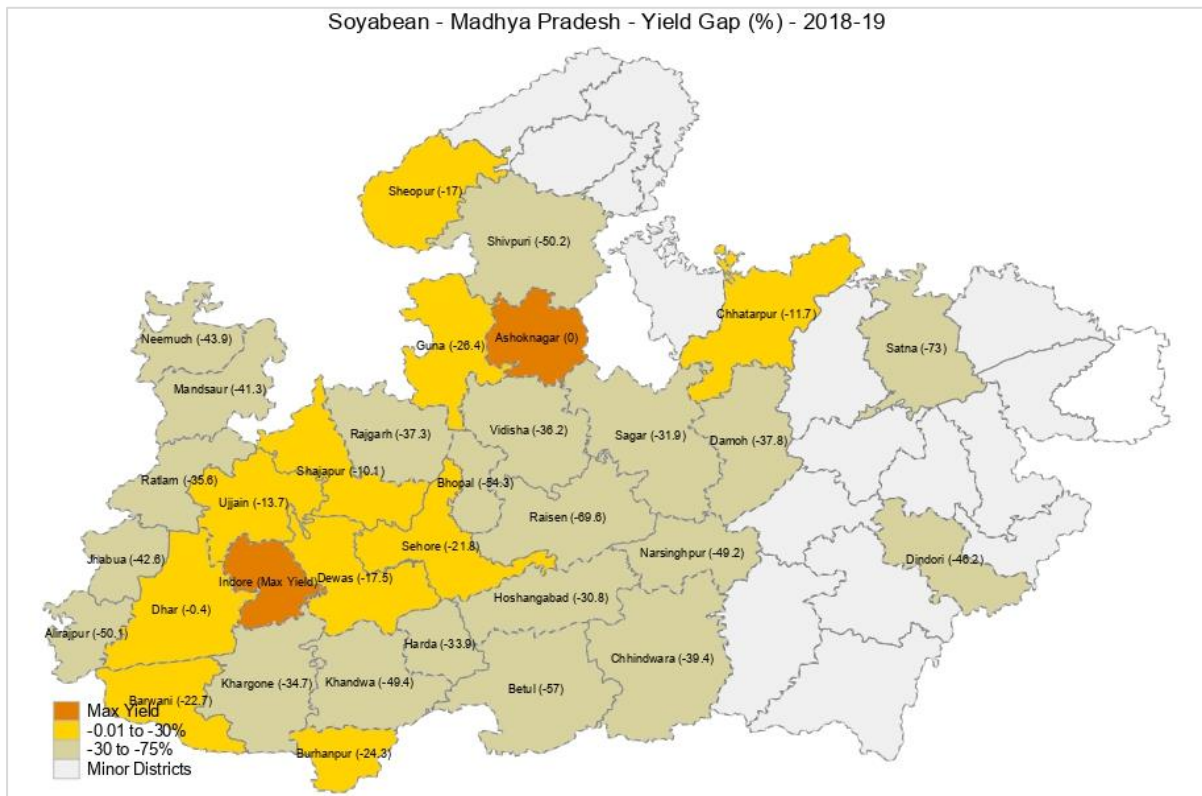 Soyabean - Madhya Pradesh - Yield Gap (%) - 2018-19
Sheopur (-17)
Shivpuri (-50.2)
Chhatarpur (-11.7)
Ashoknagar (0)
Neemuch (-43.9)
Guna (-26.4)
Satna (-73)
Mandsaur (-41.3)
Rajgarh (-37.3)
Vidisha (-36.2)
Sagar (-31.9)
Damoh (-37.8)
Shajapur (-10.1)
Ratlam (-35.6)
Bhopal (-54.3)
Ujjain (-13.7)
Raisen (-69.6)
Sehore (-21.8)
Jhabua (-42.6)
Narsinghpur (-49.2)
Dindori (-46.2)
Indore (Max Yield)
Dewas (-17.5)
Hoshangabad (-30.8)
Dhar (-0.4)
Alirajpur (-50.1)
Harda (-33.9)
Chhindwara (-39.4)
Khargone (-34.7)
Khandwa (-49.4)
Betul (-57)
Barwani (-22.7)
Burhanpur (-24.3)
Max Yield
-0.01 to -30%
-30 to -75%
Minor Districts